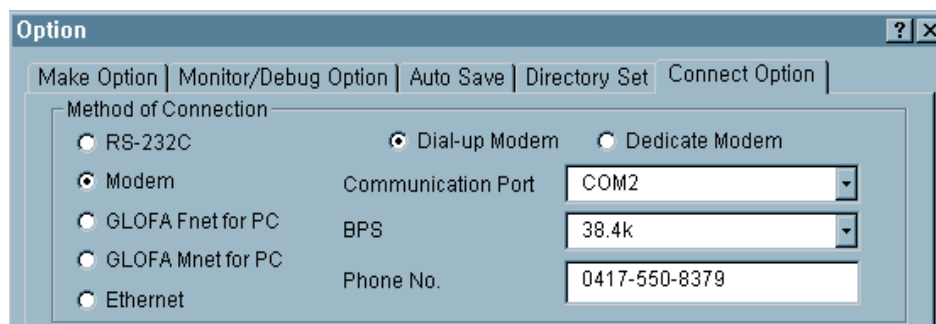 Option
Make Option Monitor/Debug Option Auto Save Directory Set Connect Option
Method of Connection
RS-232C Dial-up Modem Dedicate Modem
Modem Communication Port COM2
GLOFA Fnet for PC BPS 38.4k
GLOFA Mnet for PC
Phone No. 0417-550-8379
Ethernet